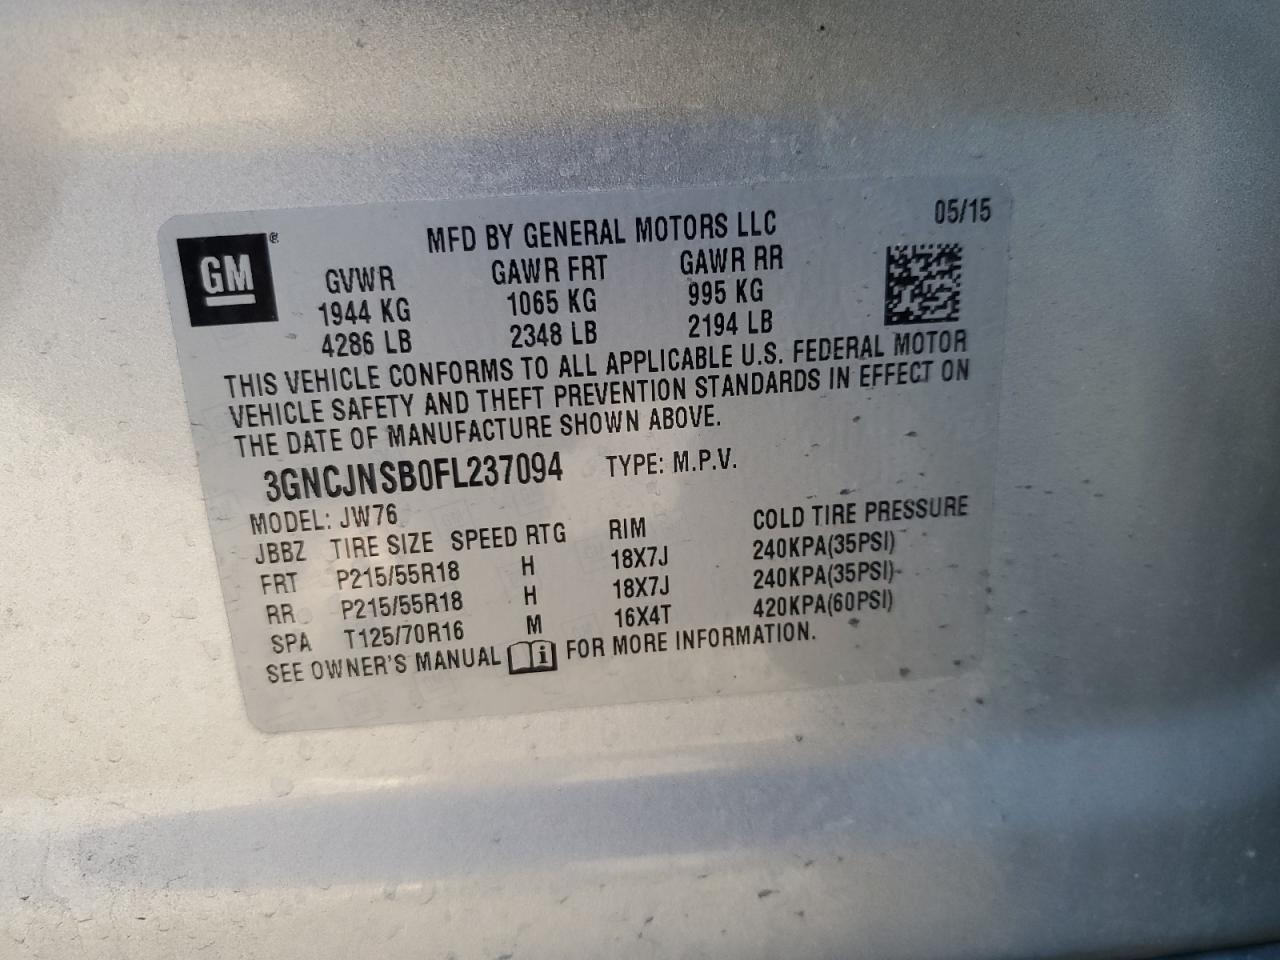 GM®
MFD BY GENERAL MOTORS LLC 05/15
GVWR GAWR FRT GAWR RR
1944 KG 1065 KG 995 KG
4286 LB 2348 LB 2194 LB
THIS VEHICLE CONFORMS TO ALL APPLICABLE U.S. FEDERAL MOTOR
VEHICLE SAFETY AND THEFT PREVENTION STANDARDS IN EFFECT ON
THE DATE OF MANUFACTURE SHOWN ABOVE.
3GNCJNSB0FL237094 TYPE: M.P.V.
MODEL: JW76
JBBZ TIRE SIZE SPEED RTG RIM COLD TIRE PRESSURE
FRT P215/55R18 H 18X7J 240KPA(35PSI)
RR P215/55R18 H 18X7J 240KPA(35PSI)
SPA T125/70R16 M 16X4T 420KPA(60PSI)
SEE OWNER'S MANUAL i FOR MORE INFORMATION.